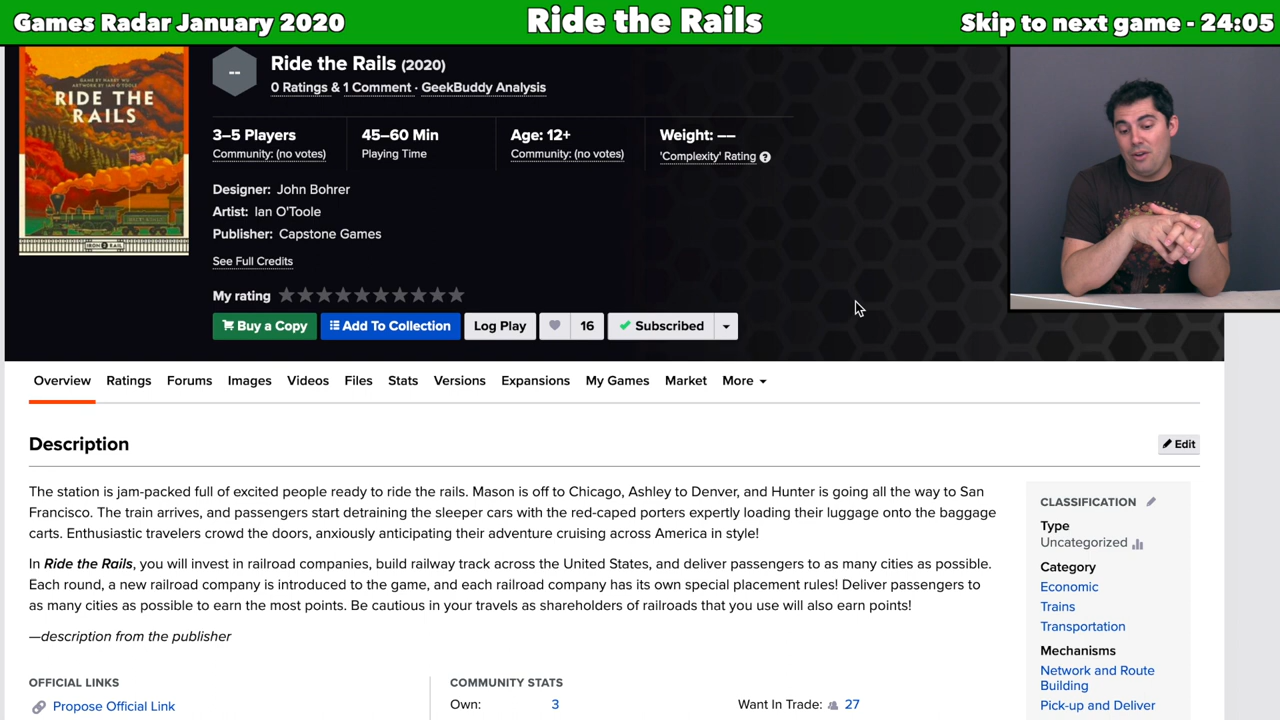 Games Radar January 2020
Ride the Rails
Skip to next game - 24:05
RIDE THE
RAILS
--
Ride the Rails (2020)
0 Ratings & 1 Comment · GeekBuddy Analysis
3–5 Players
Community: (no votes)
45–60 Min
Playing Time
Age: 12+
Community: (no votes)
Weight: ––
'Complexity' Rating ?
Designer: John Bohrer
Artist: Ian O'Toole
Publisher: Capstone Games
See Full Credits
My rating
Buy a Copy
Add To Collection
Log Play
16
Subscribed
Overview
Ratings
Forums
Images
Videos
Files
Stats
Versions
Expansions
My Games
Market
More
Description
Edit
The station is jam-packed full of excited people ready to ride the rails. Mason is off to Chicago, Ashley to Denver, and Hunter is going all the way to San
Francisco. The train arrives, and passengers start detraining the sleeper cars with the red-caped porters expertly loading their luggage onto the baggage
carts. Enthusiastic travelers crowd the doors, anxiously anticipating their adventure cruising across America in style!
In Ride the Rails, you will invest in railroad companies, build railway track across the United States, and deliver passengers to as many cities as possible.
Each round, a new railroad company is introduced to the game, and each railroad company has its own special placement rules! Deliver passengers to
as many cities as possible to earn the most points. Be cautious in your travels as shareholders of railroads that you use will also earn points!
—description from the publisher
CLASSIFICATION
Type
Uncategorized
Category
Economic
Trains
Transportation
Mechanisms
Network and Route
Building
Pick-up and Deliver
OFFICIAL LINKS
Propose Official Link
COMMUNITY STATS
Own: 3
Want In Trade: 27